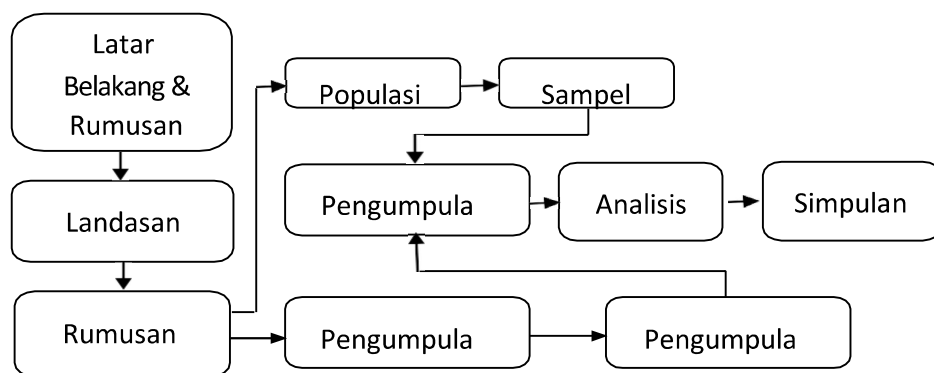 Latar
Belakang &
Rumusan
Landasan
Rumusan
Populasi
Sampel
Pengumpula
Analisis
Simpulan
Pengumpula
Pengumpula